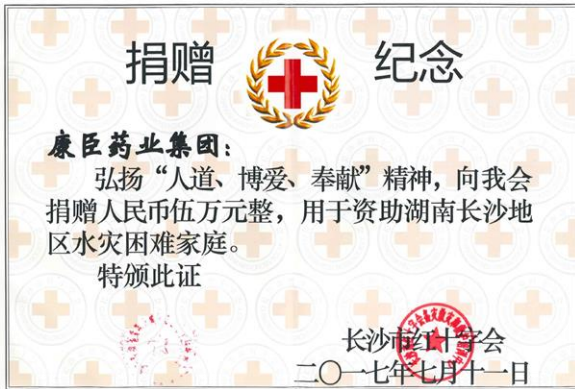 捐赠 纪念
康臣药业集团:
弘扬“人道、博爱、奉献”精神,向我会
捐赠人民币伍万元整,用于资助湖南长沙地
区水灾困难家庭。
特颁此证
长沙市红十字会
二〇一七年七月十一日